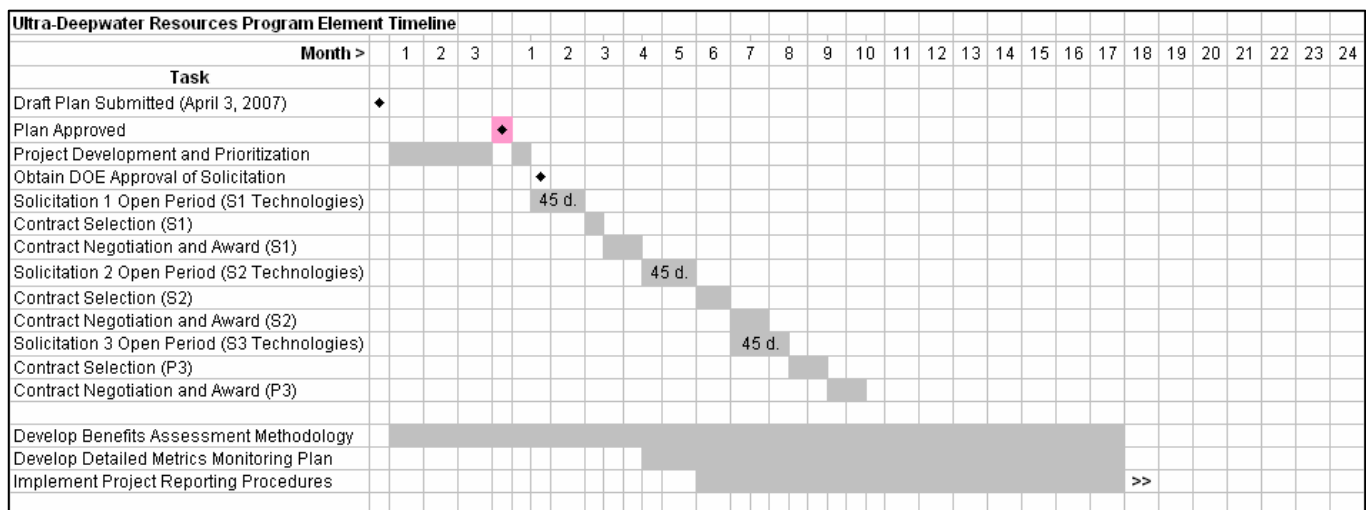 Ultra-Deepwater Resources Program Element Timeline
Month > 1 2 3 1 2 3 4 5 6 7 8 9 10 11 12 13 14 15 16 17 18 19 20 21 22 23 24
Task
Draft Plan Submitted (April 3, 2007)
Plan Approved
Project Development and Prioritization
Obtain DOE Approval of Solicitation
Solicitation 1 Open Period (S1 Technologies) 45 d.
Contract Selection (S1)
Contract Negotiation and Award (S1)
Solicitation 2 Open Period (S2 Technologies) 45 d.
Contract Selection (S2)
Contract Negotiation and Award (S2)
Solicitation 3 Open Period (S3 Technologies) 45 d.
Contract Selection (P3)
Contract Negotiation and Award (P3)
Develop Benefits Assessment Methodology
Develop Detailed Metrics Monitoring Plan
Implement Project Reporting Procedures >>